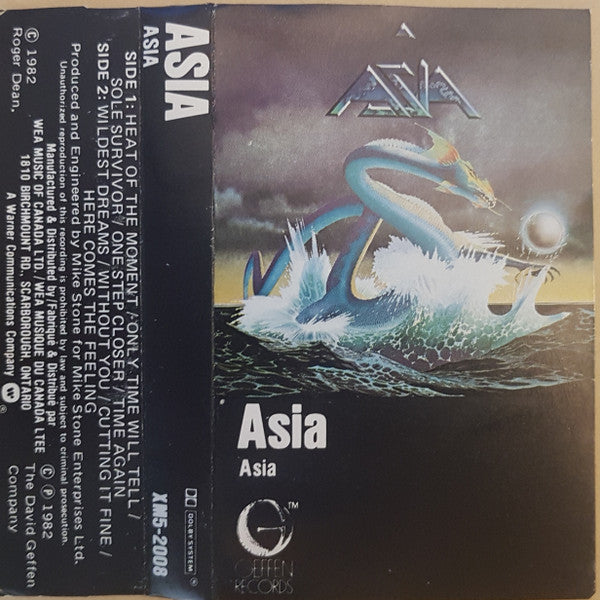 ASIA
Asia
Asia
G
™
GEFFEN
RECORDS
ASIA
ASIA
DOLBY SYSTEM ®
XM5-2008
SIDE 1: HEAT OF THE MOMENT / ONLY TIME WILL TELL /
SOLE SURVIVOR / ONE STEP CLOSER / TIME AGAIN
SIDE 2: WILDEST DREAMS / WITHOUT YOU / CUTTING IT FINE /
HERE COMES THE FEELING
Produced and Engineered by Mike Stone for Mike Stone Enterprises Ltd.
Unauthorized reproduction of this recording is prohibited by law and subject to criminal prosecution.
Manufactured & Distributed by / Fabriqué & Distribué par
WEA MUSIC OF CANADA LTD. / WEA MUSIQUE DU CANADA LTEE
1810 BIRCHMOUNT RD., SCARBOROUGH, ONTARIO
A Warner Communications Company ®
© 1982
Roger Dean.
© ℗ 1982
The David Geffen
Company